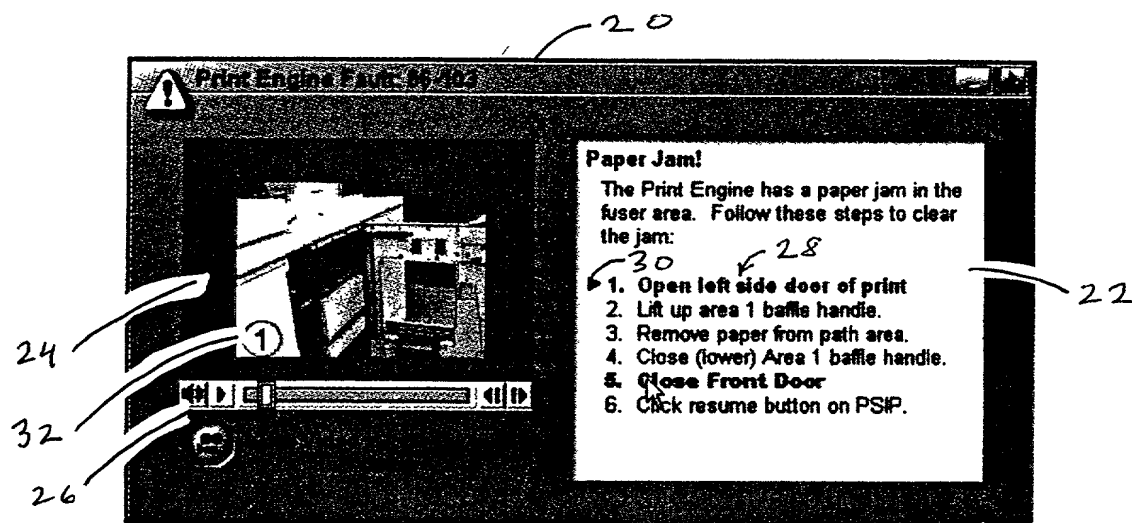 20
Print Engine Fault
Paper Jam!
The Print Engine has a paper jam in the
fuser area. Follow these steps to clear
the jam:
30
28
1. Open left side door of print
2. Lift up area 1 baffle handle.
3. Remove paper from path area.
4. Close (lower) Area 1 baffle handle.
5. Close Front Door
6. Click resume button on PSIP.
22
24
1
32
26